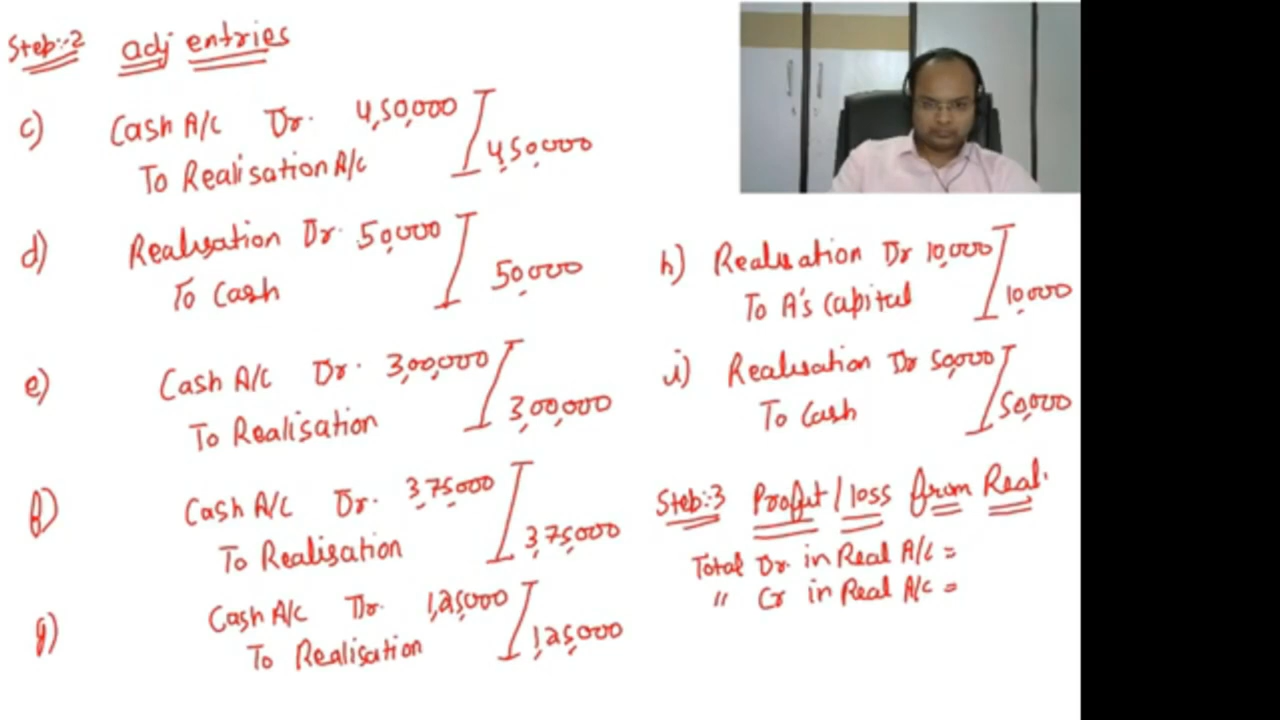 Step:-2 adj entries
c) Cash A/c Dr. 4,50,000
To Realisation A/c 4,50,000
d) Realisation Dr. 50,000
To Cash 50,000
e) Cash A/c Dr. 3,00,000
To Realisation 3,00,000
f) Cash A/c Dr. 3,75,000
To Realisation 3,75,000
g) Cash A/c Dr. 1,25,000
To Realisation 1,25,000
h) Realisation Dr 10,000
To A's Capital 10,000
i) Realisation Dr 50,000
To Cash 50,000
Step:-3 Profit / loss from Real.
Total Dr. in Real A/c =
" Cr in Real A/c =